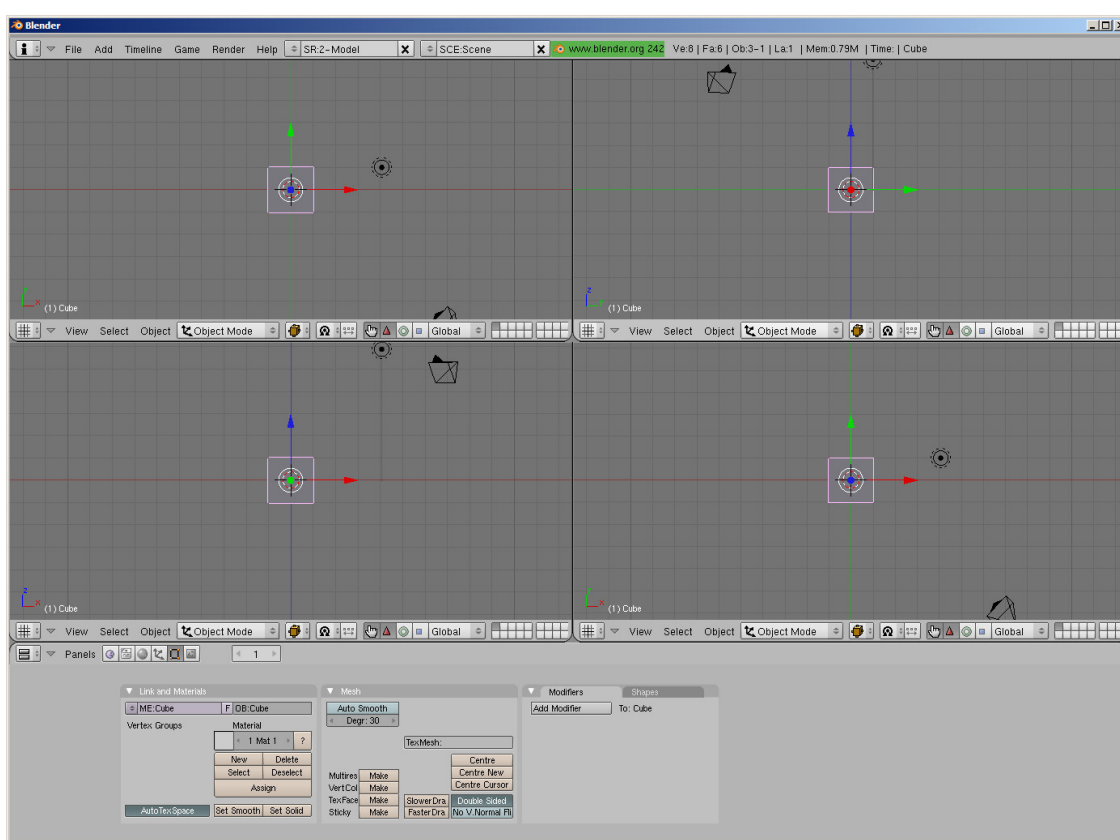 Blender
File Add Timeline Game Render Help SR:2-Model X SCE:Scene X www.blender.org 242 Ve:8 | Fa:6 | Ob:3-1 | La:1 | Mem:0.79M | Time: | Cube
y x (1) Cube
z (1) Cube
View Select Object Object Mode Global
View Select Object Object Mode Global
z x (1) Cube
x (1) Cube
View Select Object Object Mode Global
View Select Object Object Mode Global
Panels 1
Link and Materials
ME:Cube F OB:Cube
Vertex Groups Material
1 Mat 1 ?
New Delete
Select Deselect
Assign
AutoTexSpace Set Smooth Set Solid
Mesh
Auto Smooth
Degr: 30
TexMesh:
Centre
Multires Make Centre New
VertCol Make Centre Cursor
TexFace Make SlowerDra Double Sided
Sticky Make FasterDra No V.Normal Fli
Modifiers Shapes
Add Modifier To: Cube